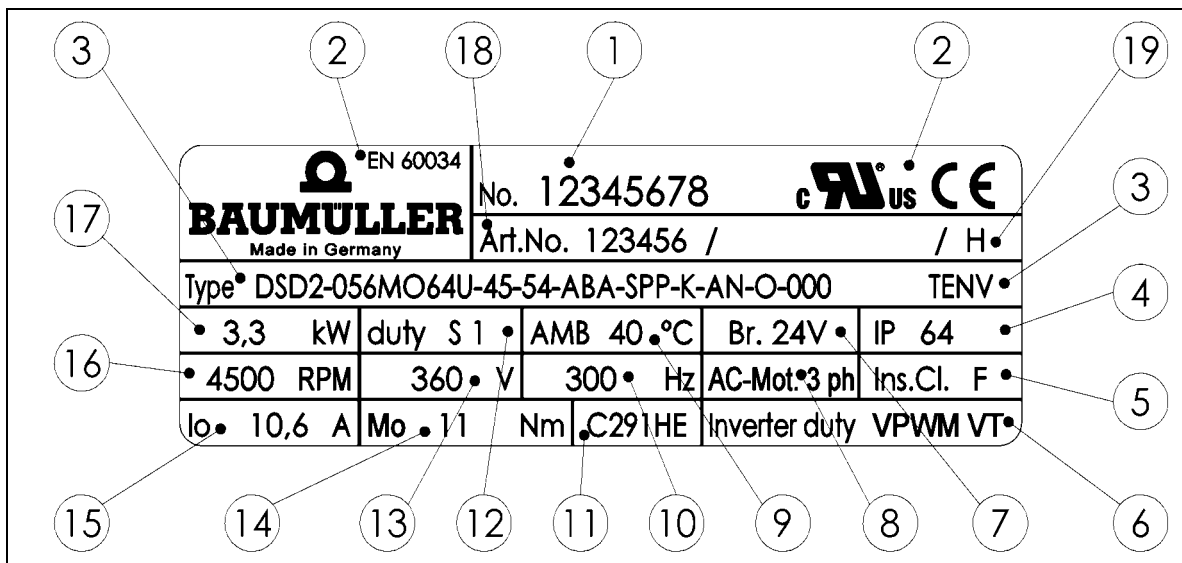 3 2 18 1 2 19
EN 60034
BAUMÜLLER
Made in Germany
No. 12345678
c RU ® US CE
Art.No. 123456 / / H
17 3
Type DSD2-056MO64U-45-54-ABA-SPP-K-AN-O-000 TENV
4
3,3 kW duty S 1 AMB 40 °C Br. 24V IP 64
16
4500 RPM 360 V 300 Hz AC-Mot. 3 ph Ins.Cl. F
5
Io 10,6 A Mo 11 Nm C291HE Inverter duty VPWM VT
15 14 13 12 11 10 9 8 7 6